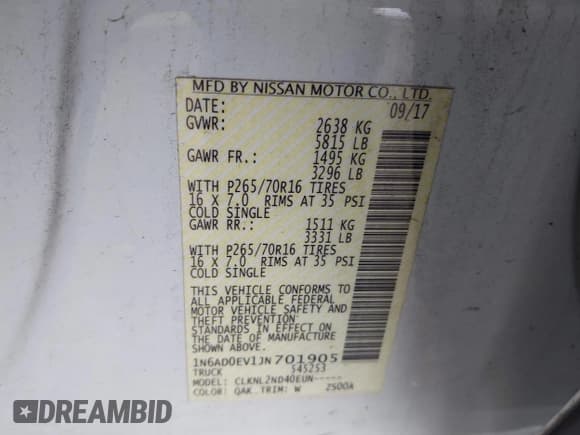 MFD BY NISSAN MOTOR CO., LTD.
DATE: 09/17
GVWR: 2638 KG
5815 LB
GAWR FR.: 1495 KG
3296 LB
WITH P265/70R16 TIRES
16 X 7.0 RIMS AT 35 PSI
COLD SINGLE
GAWR RR.: 1511 KG
3331 LB
WITH P265/70R16 TIRES
16 X 7.0 RIMS AT 35 PSI
COLD SINGLE
THIS VEHICLE CONFORMS TO
ALL APPLICABLE FEDERAL
MOTOR VEHICLE SAFETY AND
THEFT PREVENTION
STANDARDS IN EFFECT ON
THE DATE OF MANUFACTURE
1N6AD0EV1JN701905
TRUCK 545253
MODEL: CLKNL2ND40EUN-----
COLOR: QAK TRIM: W 2500A
DREAMBID
DREAMBID.COM